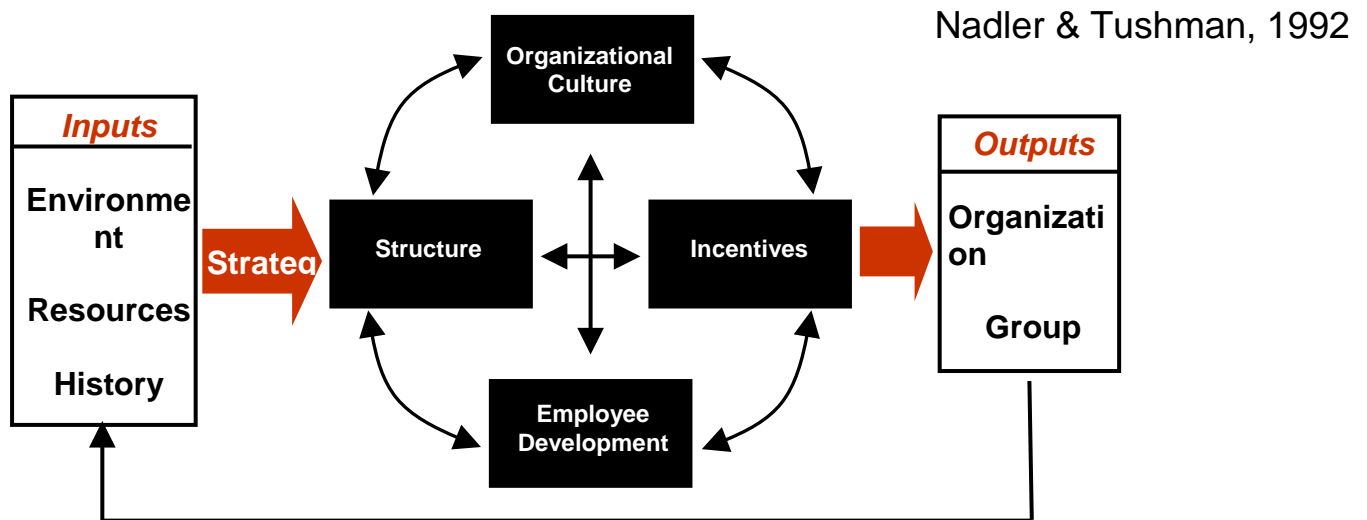 Nadler & Tushman, 1992
Inputs
Environme
nt
Resources
History
Strateg
Organizational
Culture
Structure
Incentives
Employee
Development
Outputs
Organizati
on
Group